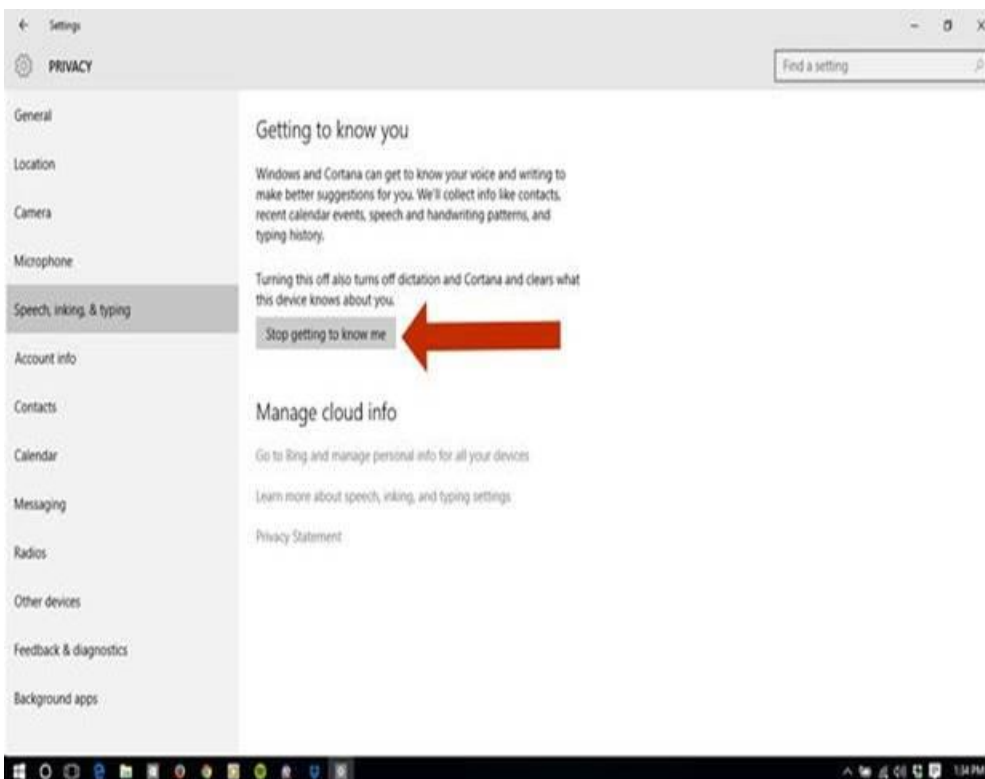 Settings
PRIVACY
Find a setting
General
Location
Camera
Microphone
Speech, inking, & typing
Account info
Contacts
Calendar
Messaging
Radios
Other devices
Feedback & diagnostics
Background apps
Getting to know you
Windows and Cortana can get to know your voice and writing to
make better suggestions for you. We'll collect info like contacts,
recent calendar events, speech and handwriting patterns, and
typing history.
Turning this off also turns off dictation and Cortana and clears what
this device knows about you.
Stop getting to know me
Manage cloud info
Go to Bing and manage personal info for all your devices
Learn more about speech, inking, and typing settings
Privacy Statement
1:34 PM